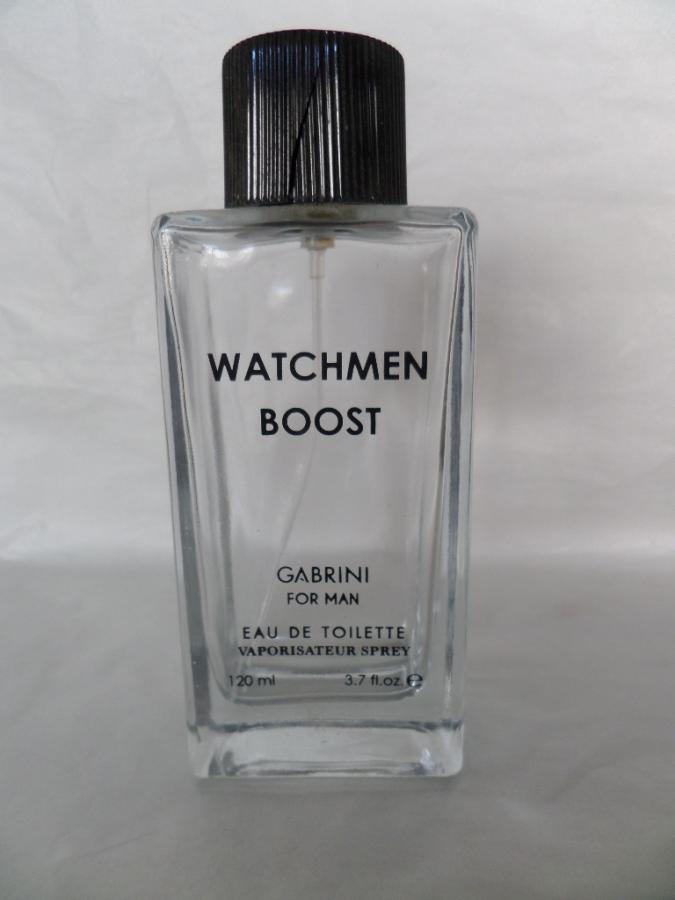 WATCHMEN
BOOST
GABRINI
FOR MAN
EAU DE TOILETTE
VAPORISATEUR SPREY
120 ml 3.7 fl.oz. ℮